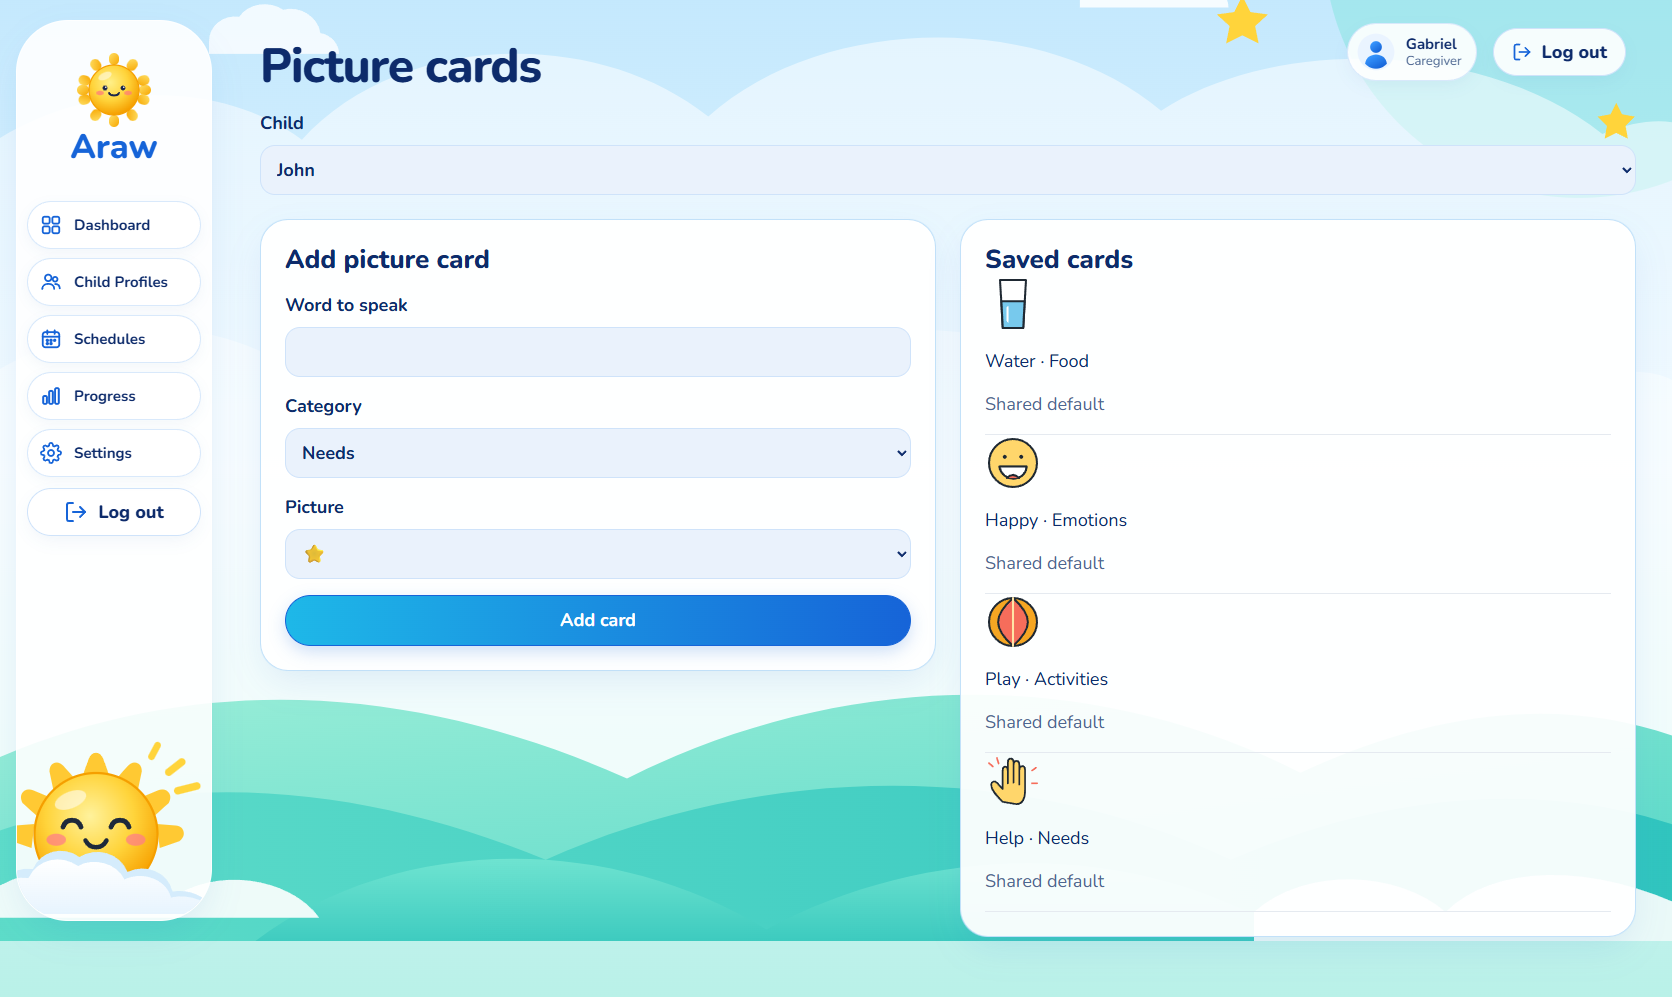 Araw
Dashboard
Child Profiles
Schedules
Progress
Settings
Log out
Picture cards
Gabriel
Caregiver
Log out
Child
John
Add picture card
Word to speak
Category
Needs
Picture
Add card
Saved cards
Water · Food
Shared default
Happy · Emotions
Shared default
Play · Activities
Shared default
Help · Needs
Shared default